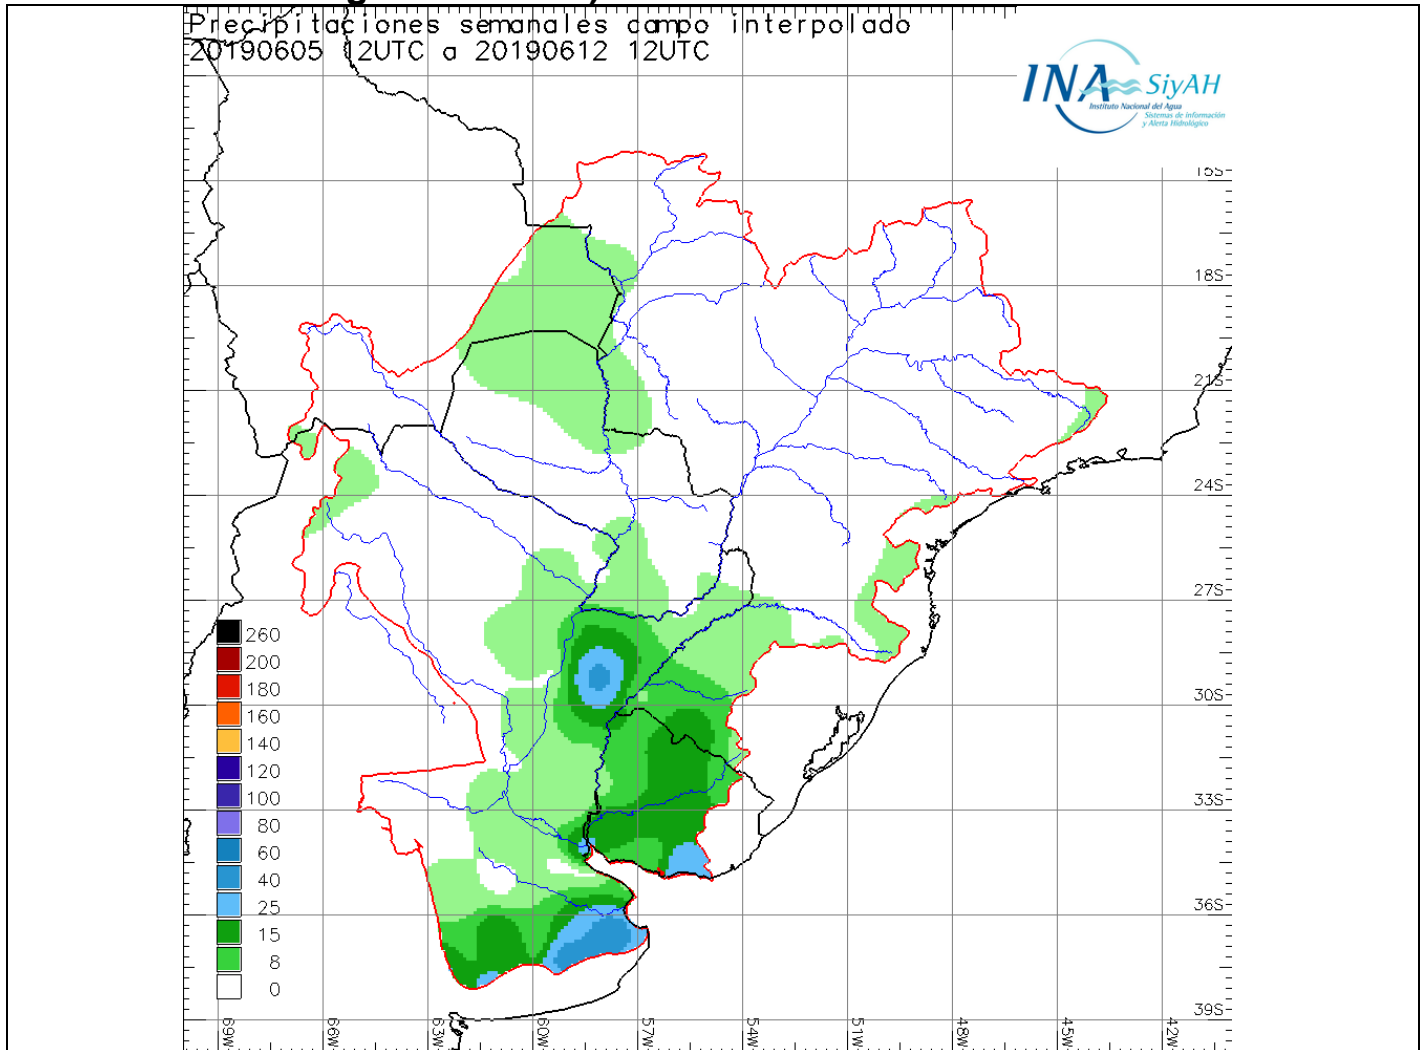 Precipitaciones semanales campo interpolado
20190605 12UTC a 20190612 12UTC
INA SiyAH
Instituto Nacional del Agua
Sistemas de información
y Alerta Hidrológico
15S
18S
21S
24S
27S
30S
33S
36S
39S
260
200
180
160
140
120
100
80
60
40
25
15
8
0
69W
66W
63W
60W
57W
54W
51W
48W
45W
42W